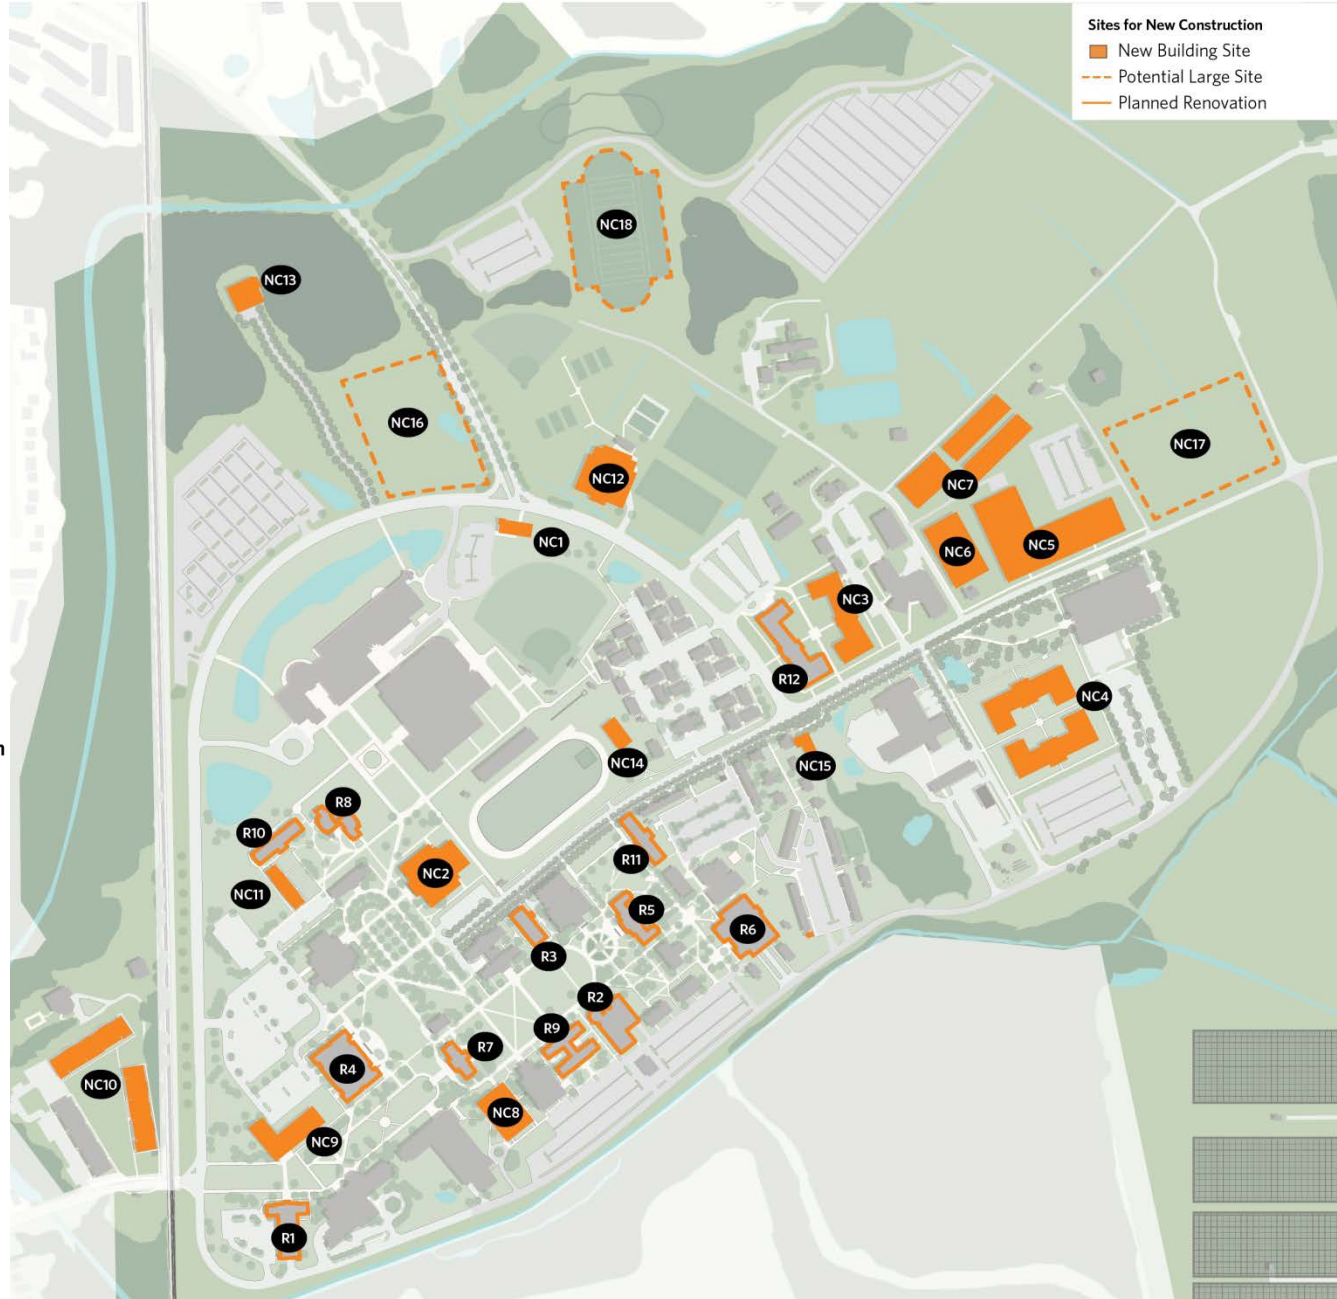 Sites for New Construction
New Building Site
Potential Large Site
Planned Renovation
NC18
NC13
NC16
NC17
NC12
NC7
NC1
NC6
NC5
NC3
R12
NC4
n
NC14
NC15
R8
R10
R11
NC2
NC11
R5
R6
R3
R2
R9
R7
R4
NC10
NC8
NC9
R1